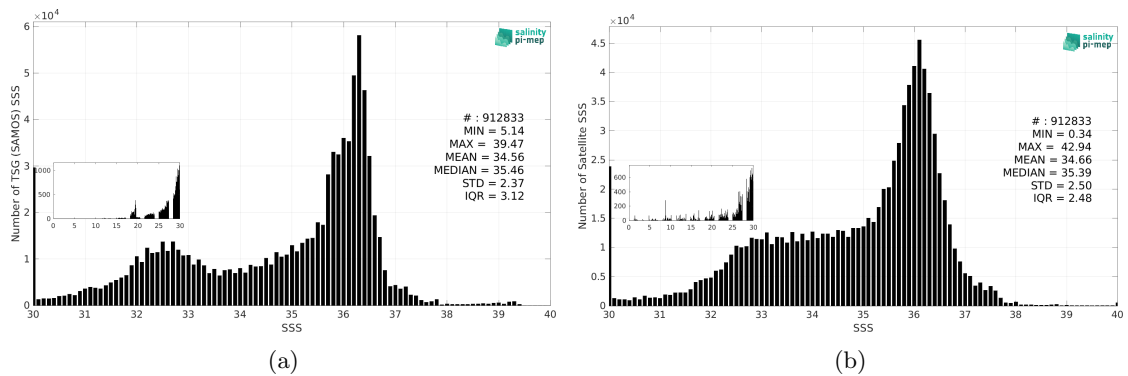 ×10⁴
6
5
4
3
2
1
0
30 31 32 33 34 35 36 37 38 39 40
SSS
Number of TSG (SAMOS) SSS
salinity
pi-mep
# : 912833
MIN = 5.14
MAX = 39.47
MEAN = 34.56
MEDIAN = 35.46
STD = 2.37
IQR = 3.12
1000
500
0
0 5 10 15 20 25 30
(a)
×10⁴
4.5
4
3.5
3
2.5
2
1.5
1
0.5
0
30 31 32 33 34 35 36 37 38 39 40
SSS
Number of Satellite SSS
salinity
pi-mep
# : 912833
MIN = 0.34
MAX = 42.94
MEAN = 34.66
MEDIAN = 35.39
STD = 2.50
IQR = 2.48
600
400
200
0
0 5 10 15 20 25 30
(b)